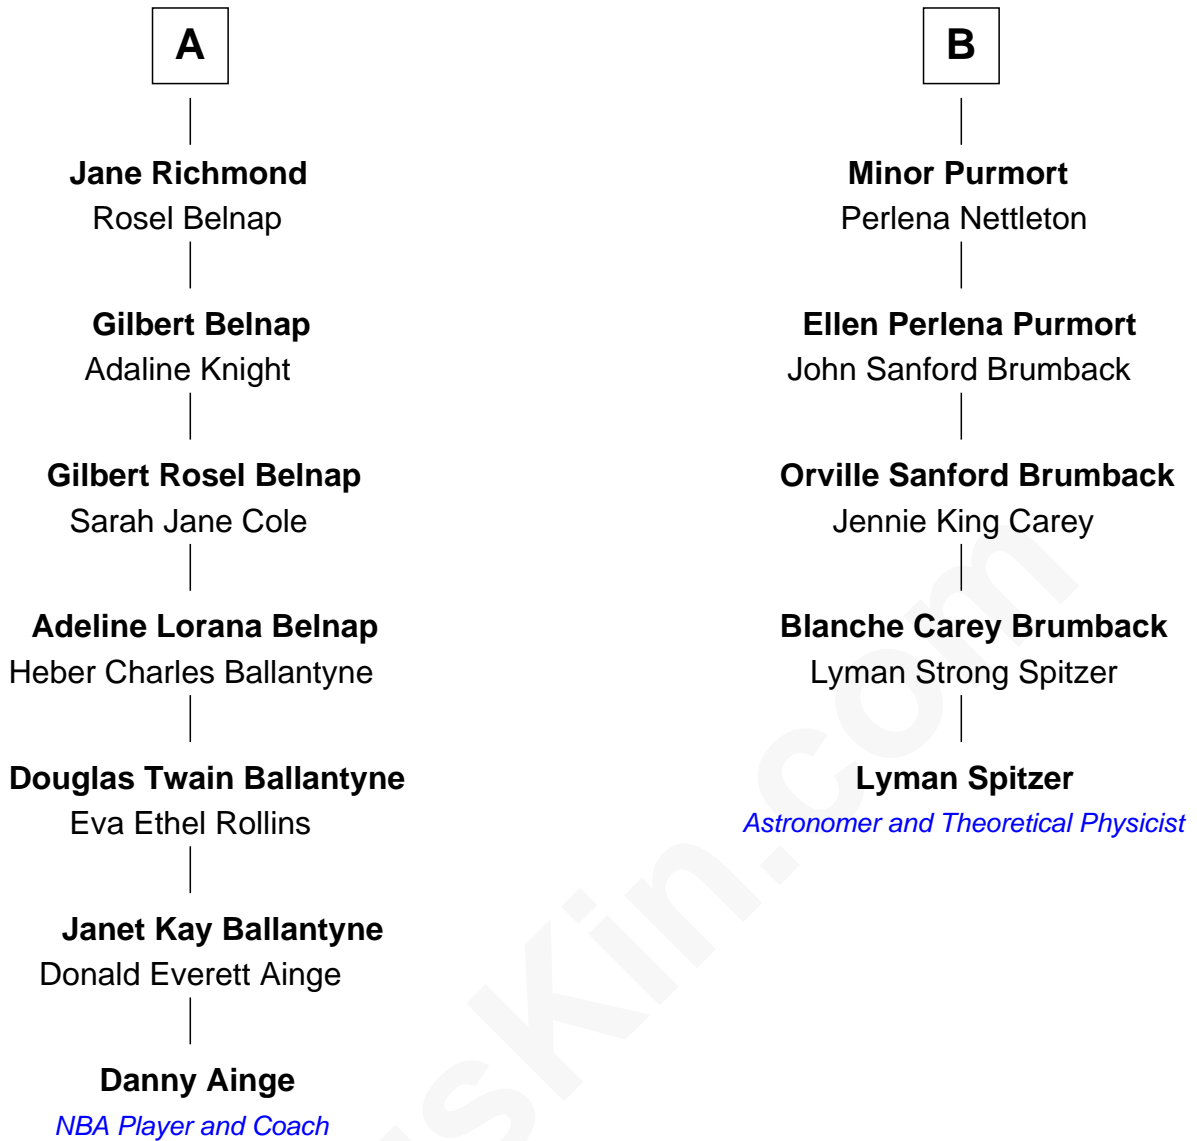 A
Jane Richmond
Rosel Belnap
Gilbert Belnap
Adaline Knight
Gilbert Rosel Belnap
Sarah Jane Cole
Adeline Lorana Belnap
Heber Charles Ballantyne
Douglas Twain Ballantyne
Eva Ethel Rollins
Janet Kay Ballantyne
Donald Everett Ainge
Danny Ainge
NBA Player and Coach
B
Minor Purmort
Perlena Nettleton
Ellen Perlena Purmort
John Sanford Brumback
Orville Sanford Brumback
Jennie King Carey
Blanche Carey Brumback
Lyman Strong Spitzer
Lyman Spitzer
Astronomer and Theoretical Physicist